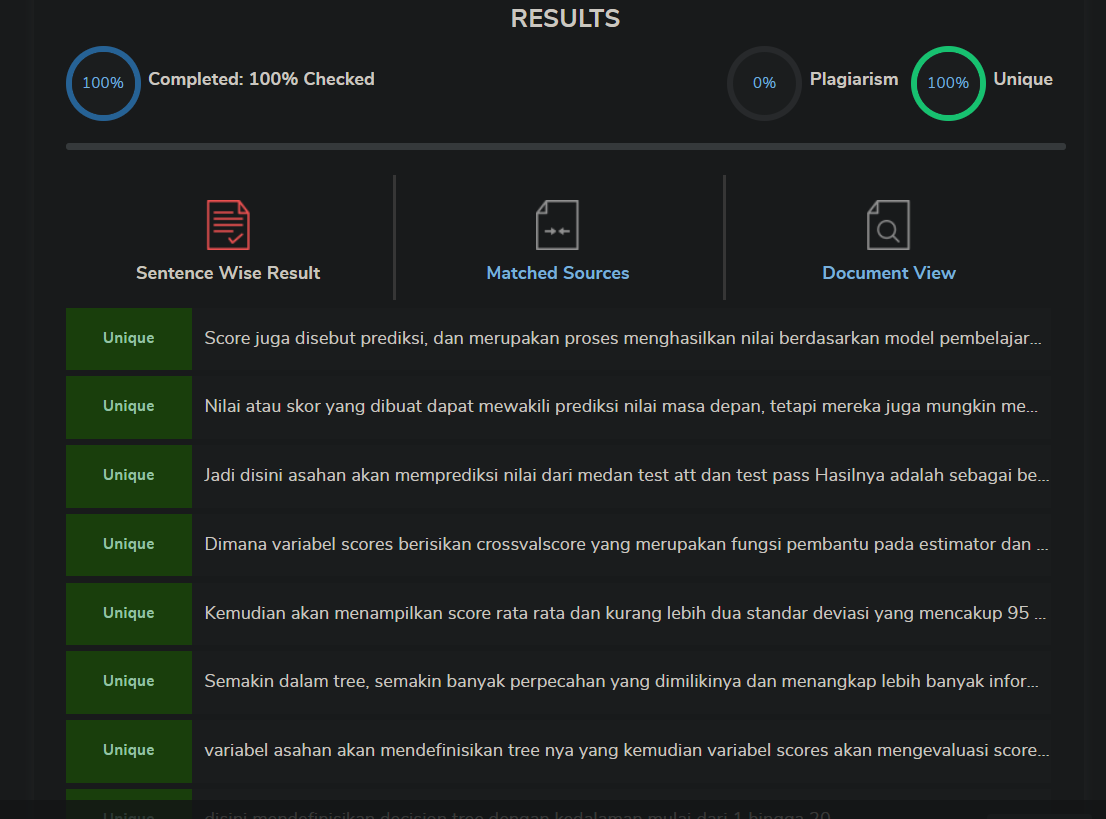 RESULTS
100% Completed: 100% Checked 0% Plagiarism 100% Unique
Sentence Wise Result Matched Sources Document View
Unique Score juga disebut prediksi, dan merupakan proses menghasilkan nilai berdasarkan model pembelajar...
Unique Nilai atau skor yang dibuat dapat mewakili prediksi nilai masa depan, tetapi mereka juga mungkin me...
Unique Jadi disini asahan akan memprediksi nilai dari medan test att dan test pass Hasilnya adalah sebagai be...
Unique Dimana variabel scores berisikan crossvalscore yang merupakan fungsi pembantu pada estimator dan ...
Unique Kemudian akan menampilkan score rata rata dan kurang lebih dua standar deviasi yang mencakup 95 ...
Unique Semakin dalam tree, semakin banyak perpecahan yang dimilikinya dan menangkap lebih banyak infor...
Unique variabel asahan akan mendefinisikan tree nya yang kemudian variabel scores akan mengevaluasi score...
Unique disini mendefinisikan decision tree dengan kedalaman mulai dari 1 hingga 20